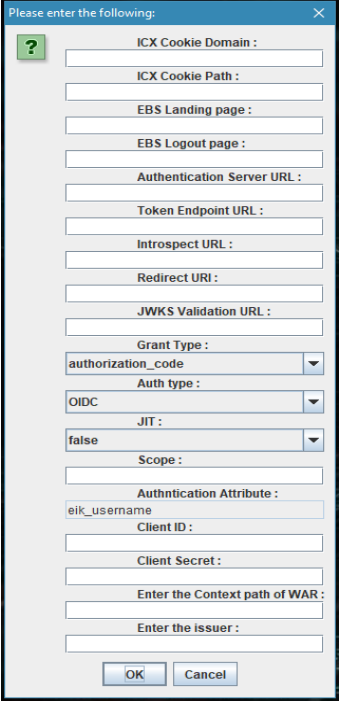 Please enter the following:
?
ICX Cookie Domain :
ICX Cookie Path :
EBS Landing page :
EBS Logout page :
Authentication Server URL :
Token Endpoint URL :
Introspect URL :
Redirect URI :
JWKS Validation URL :
Grant Type :
authorization_code
Auth type :
OIDC
JIT :
false
Scope :
Authntication Attribute :
eik_username
Client ID :
Client Secret :
Enter the Context path of WAR :
Enter the issuer :
OK Cancel